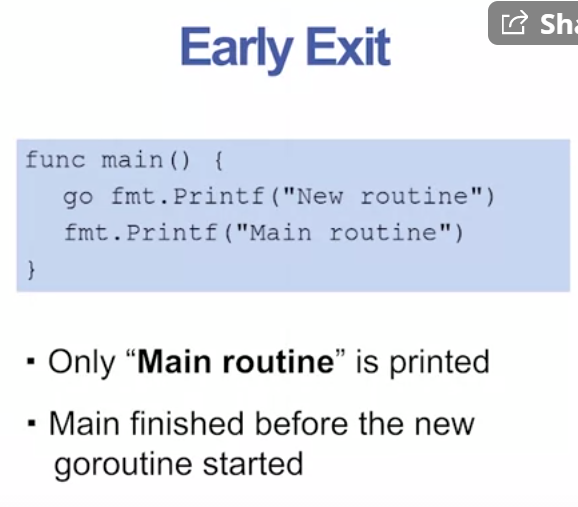 Sha
Early Exit
func main() {
go fmt.Printf("New routine")
fmt.Printf("Main routine")
}
▪ Only “Main routine” is printed
▪ Main finished before the new
goroutine started